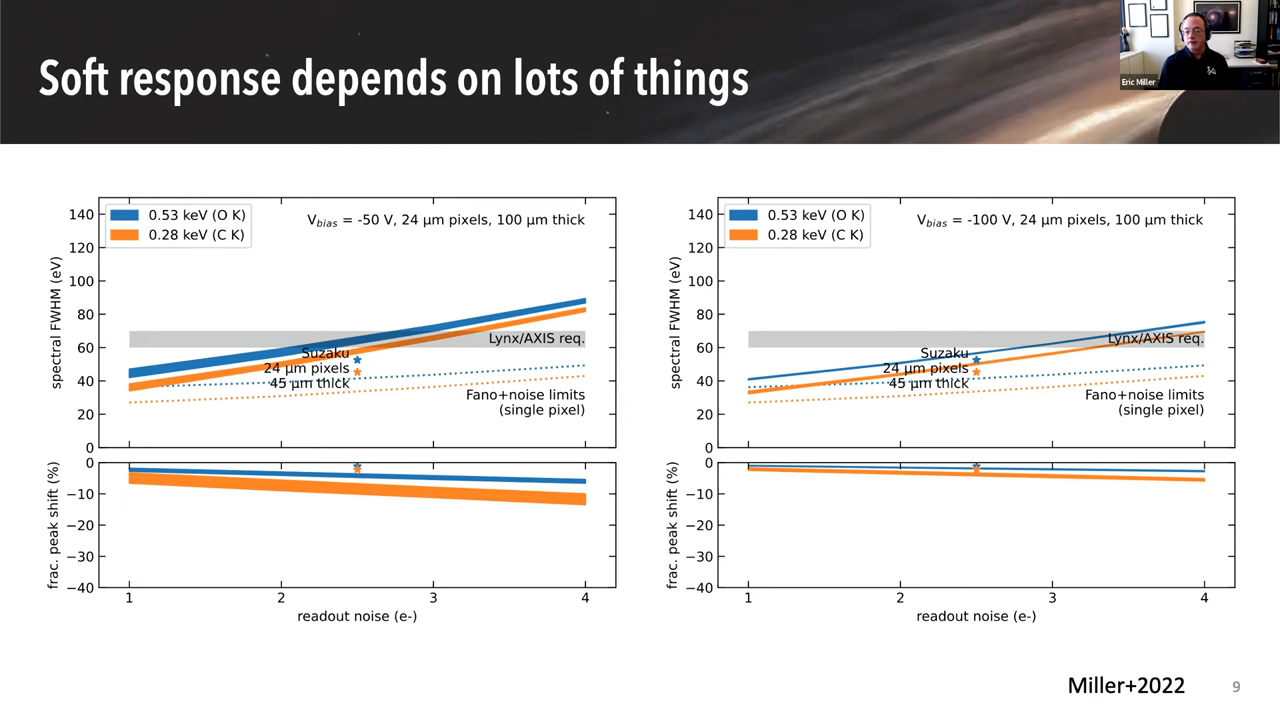 Soft response depends on lots of things
Eric Miller
0.53 keV (O K)
0.28 keV (C K)
V_bias = -50 V, 24 µm pixels, 100 µm thick
spectral FWHM (eV)
140
120
100
80
60
40
20
0
Lynx/AXIS req.
Suzaku
24 µm pixels
45 µm thick
Fano+noise limits
(single pixel)
frac. peak shift (%)
0
−10
−20
−30
−40
1 2 3 4
readout noise (e-)
0.53 keV (O K)
0.28 keV (C K)
V_bias = -100 V, 24 µm pixels, 100 µm thick
spectral FWHM (eV)
140
120
100
80
60
40
20
0
Lynx/AXIS req.
Suzaku
24 µm pixels
45 µm thick
Fano+noise limits
(single pixel)
frac. peak shift (%)
0
−10
−20
−30
−40
1 2 3 4
readout noise (e-)
Miller+2022
9